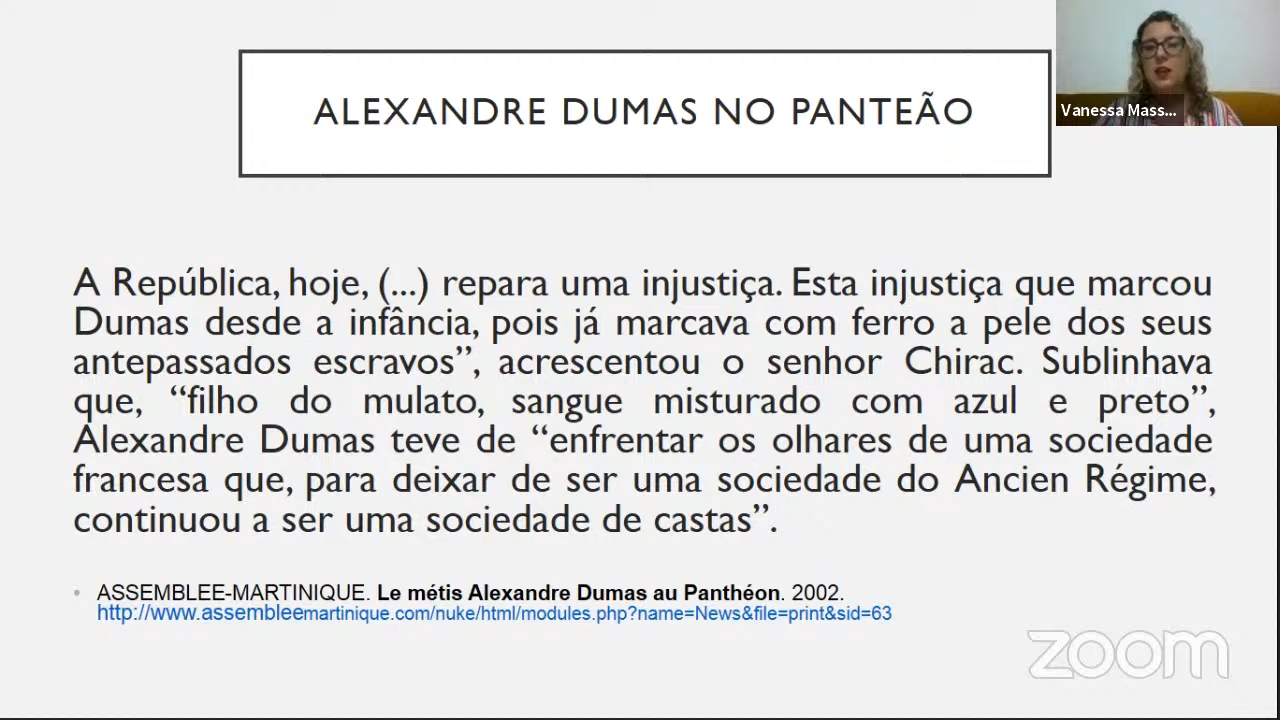 ALEXANDRE DUMAS NO PANTEÃO
Vanessa Mass...
A República, hoje, (...) repara uma injustiça. Esta injustiça que marcou
Dumas desde a infância, pois já marcava com ferro a pele dos seus
antepassados escravos”, acrescentou o senhor Chirac. Sublinhava
que, “filho do mulato, sangue misturado com azul e preto”,
Alexandre Dumas teve de “enfrentar os olhares de uma sociedade
francesa que, para deixar de ser uma sociedade do Ancien Régime,
continuou a ser uma sociedade de castas”.
• ASSEMBLEE-MARTINIQUE. Le métis Alexandre Dumas au Panthéon. 2002.
http://www.assembleemartinique.com/nuke/html/modules.php?name=News&file=print&sid=63
zoom